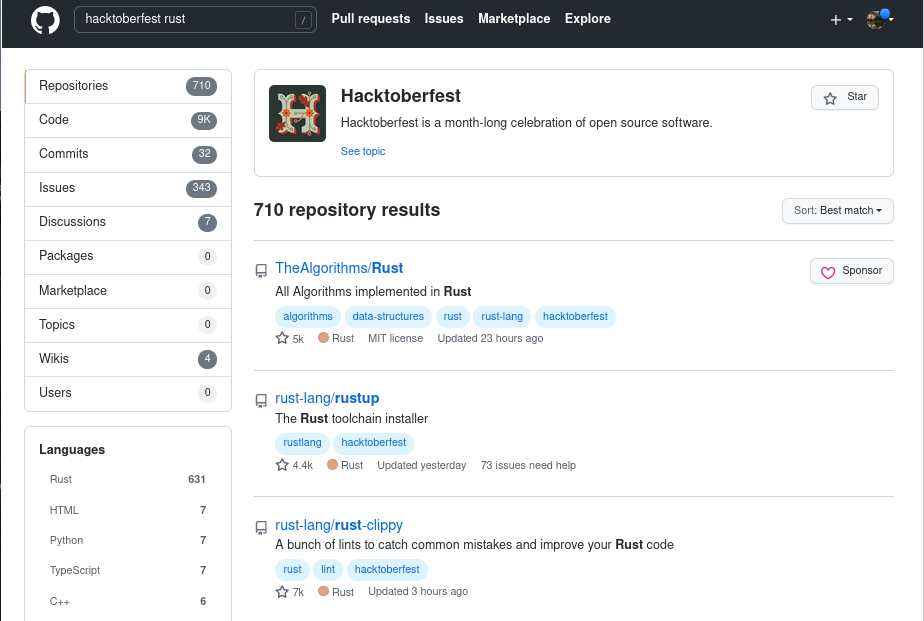 hacktoberfest rust
/
Pull requests Issues Marketplace Explore
Repositories 710
Code 9K
Commits 32
Issues 343
Discussions 7
Packages 0
Marketplace 0
Topics 0
Wikis 4
Users 0
Languages
Rust 631
HTML 7
Python 7
TypeScript 7
C++ 6
H
Hacktoberfest
Star
Hacktoberfest is a month-long celebration of open source software.
See topic
710 repository results
Sort: Best match
TheAlgorithms/Rust
Sponsor
All Algorithms implemented in Rust
algorithms data-structures rust rust-lang hacktoberfest
5k Rust MIT license Updated 23 hours ago
rust-lang/rustup
The Rust toolchain installer
rustlang hacktoberfest
4.4k Rust Updated yesterday 73 issues need help
rust-lang/rust-clippy
A bunch of lints to catch common mistakes and improve your Rust code
rust lint hacktoberfest
7k Rust Updated 3 hours ago